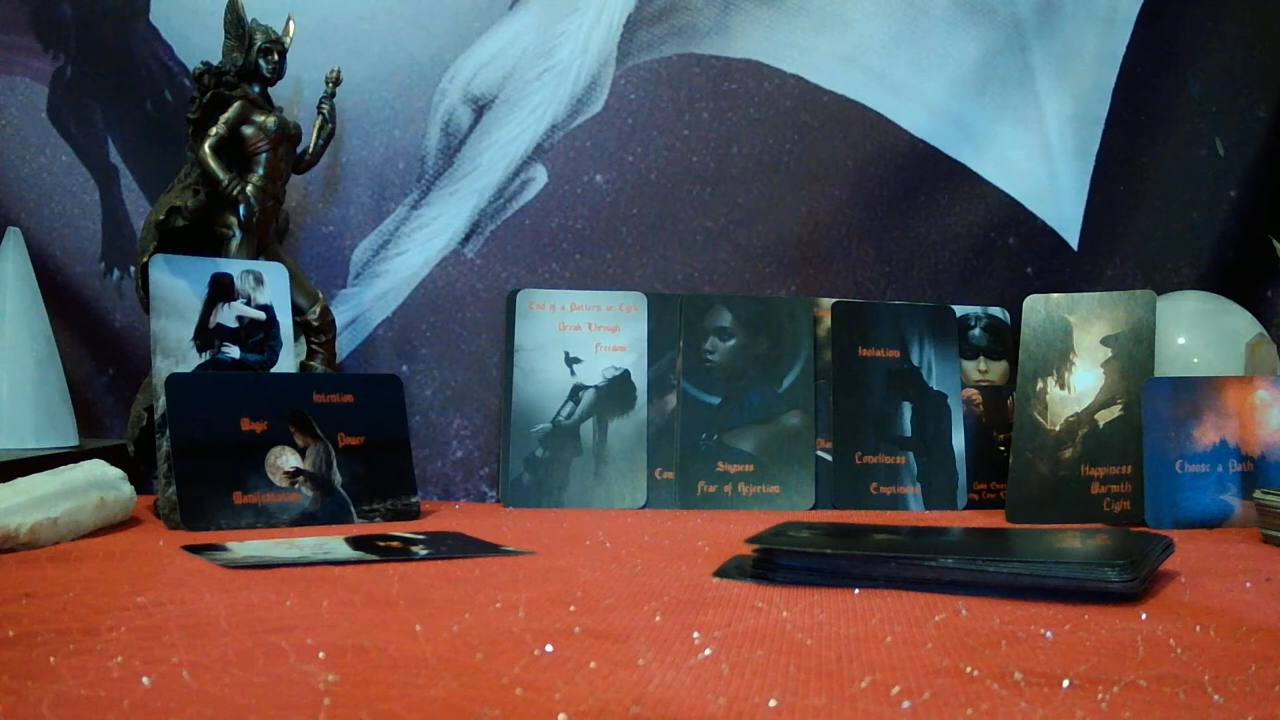 Intention
Magic
Power
Manifestation
End of a Pattern or Cycle
Break Through
Freedom
Shyness
Fear of Rejection
Isolation
Loneliness
Emptiness
Happiness
Warmth
Light
Choose a Path